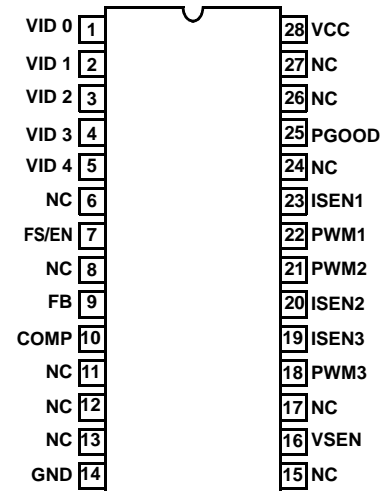 VID 0 1 28 VCC
VID 1 2 27 NC
VID 2 3 26 NC
VID 3 4 25 PGOOD
VID 4 5 24 NC
NC 6 23 ISEN1
FS/EN 7 22 PWM1
NC 8 21 PWM2
FB 9 20 ISEN2
COMP 10 19 ISEN3
NC 11 18 PWM3
NC 12 17 NC
NC 13 16 VSEN
GND 14 15 NC